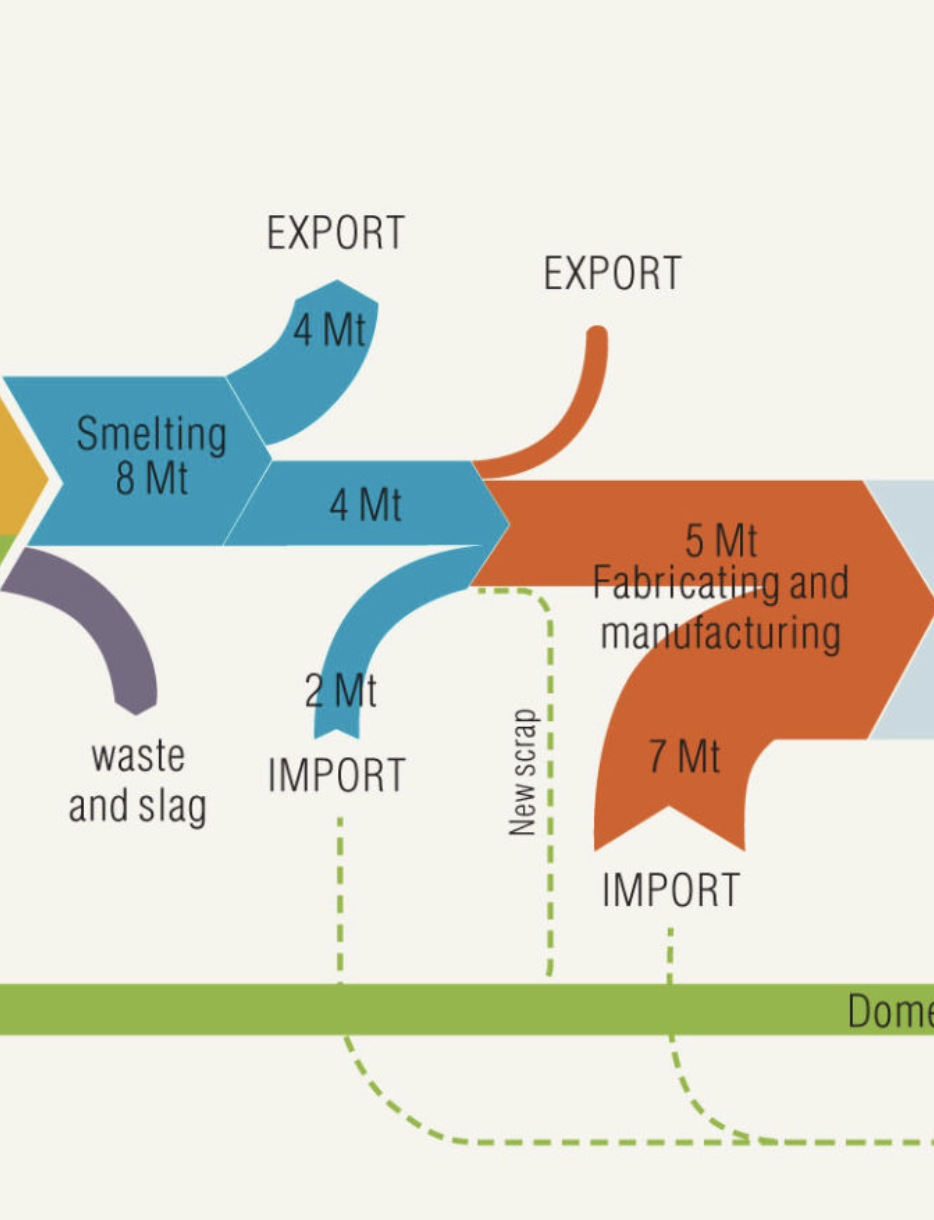 EXPORT
EXPORT
4 Mt
Smelting
8 Mt
4 Mt
5 Mt
Fabricating and
manufacturing
2 Mt
IMPORT
waste
and slag
New scrap
7 Mt
IMPORT
Dome